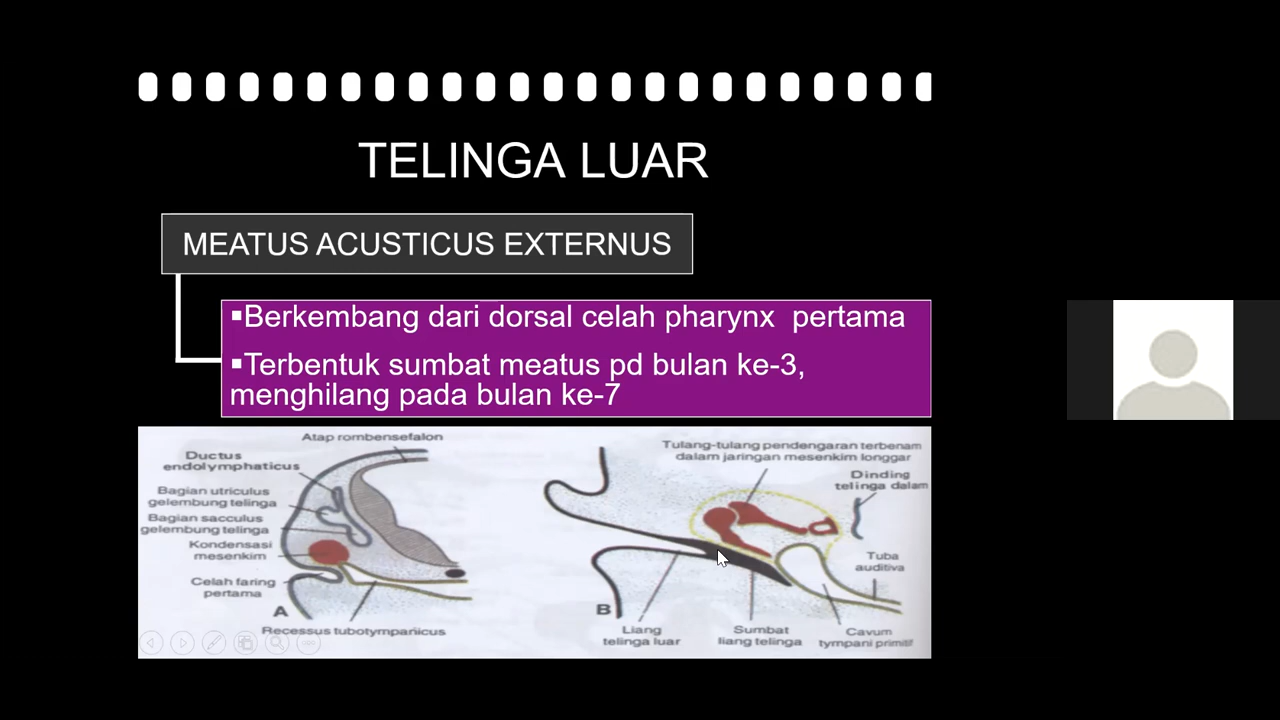 TELINGA LUAR
MEATUS ACUSTICUS EXTERNUS
▪Berkembang dari dorsal celah pharynx pertama
▪Terbentuk sumbat meatus pd bulan ke-3,
menghilang pada bulan ke-7
Atap rombensefalon
Ductus
endolymphaticus
Bagian utriculus
gelembung telinga
Bagian sacculus
gelembung telinga
Kondensasi
mesenkim
Celah faring
pertama
A
Recessus tubotympanicus
Tulang-tulang pendengaran terbenam
dalam jaringan mesenkim longgar
Dinding
telinga dalam
Tuba
auditiva
B
Liang
telinga luar
Sumbat
liang telinga
Cavum
tympani primitif